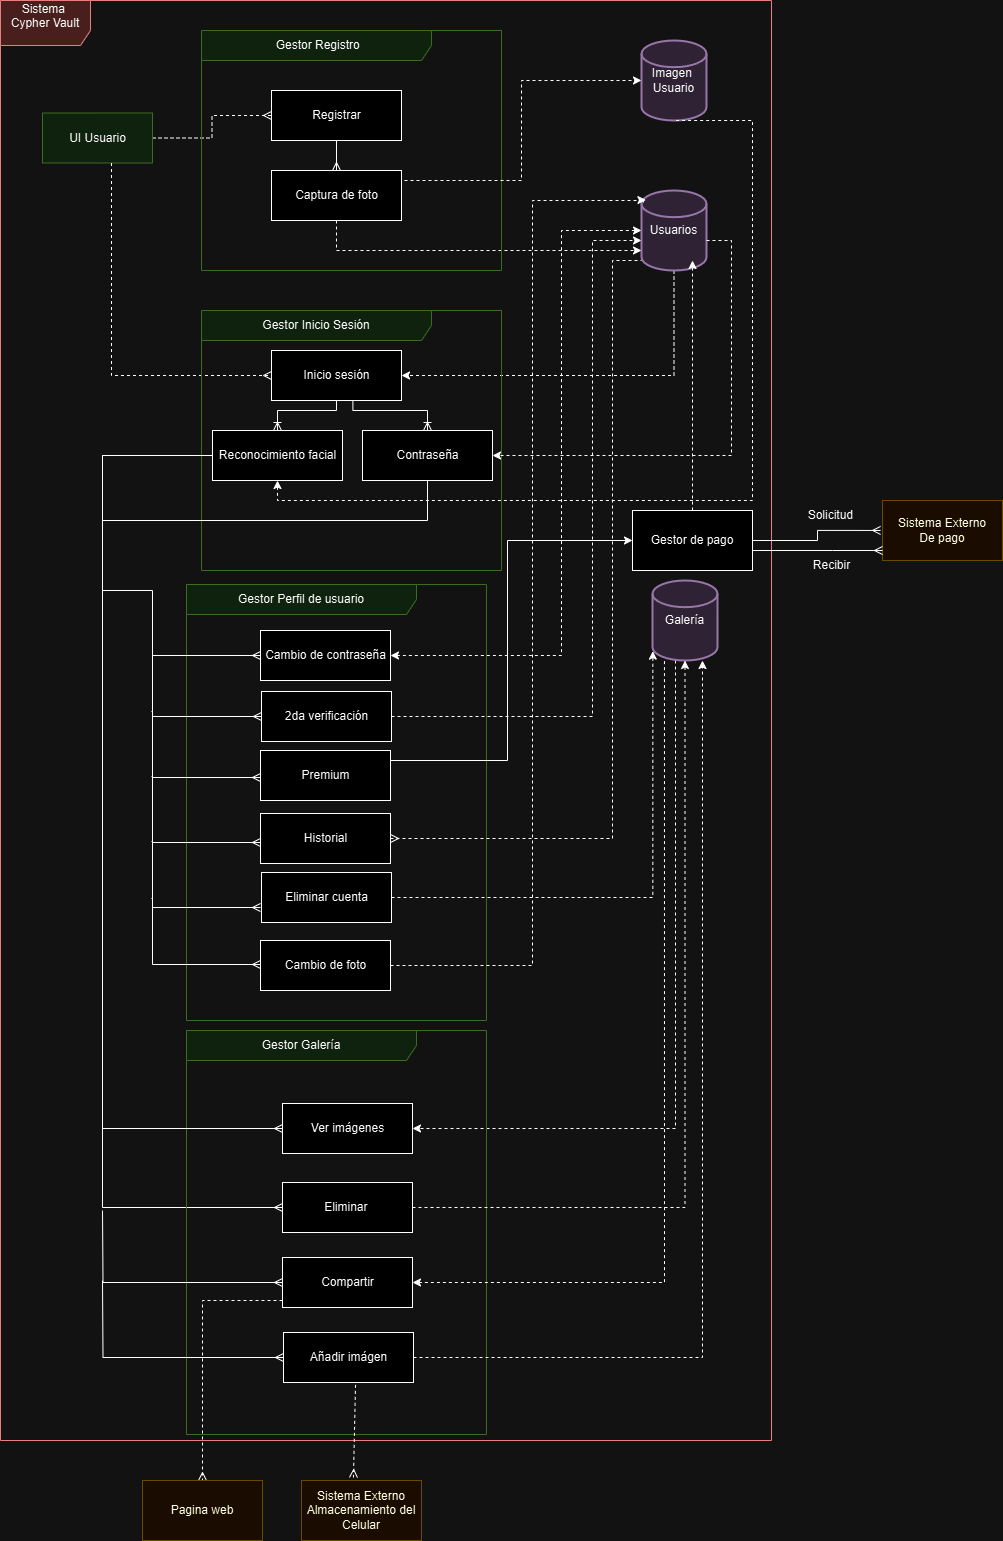 Sistema
Cypher Vault
Gestor Registro
Imagen
Usuario
Registrar
UI Usuario
Captura de foto
Usuarios
Gestor Inicio Sesión
Inicio sesión
Reconocimiento facial
Contraseña
Solicitud
Sistema Externo
De pago
Gestor de pago
Recibir
Gestor Perfil de usuario
Galería
Cambio de contraseña
2da verificación
Premium
Historial
Eliminar cuenta
Cambio de foto
Gestor Galería
Ver imágenes
Eliminar
Compartir
Añadir imágen
Pagina web
Sistema Externo
Almacenamiento del
Celular